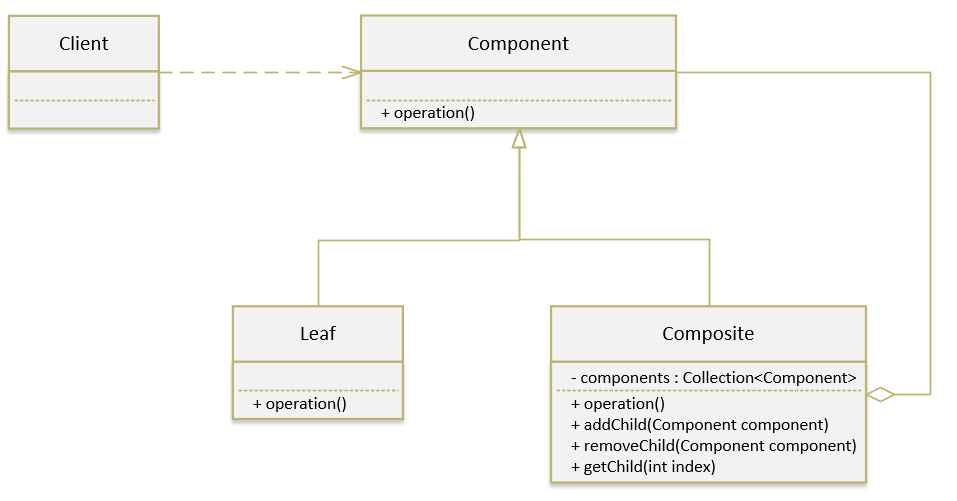 Client
Component
+ operation()
Leaf
+ operation()
Composite
- components : Collection<Component>
+ operation()
+ addChild(Component component)
+ removeChild(Component component)
+ getChild(int index)